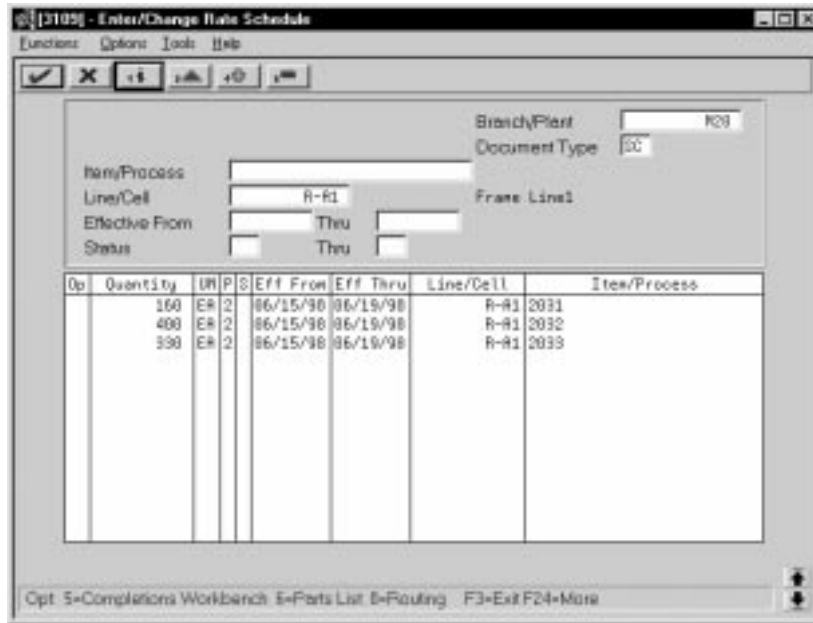 [3109] - Enter/Change Rate Schedule
Functions Options Tools Help
Branch/Plant M20
Document Type SC
Item/Process
Line/Cell A-A1 Frame Line1
Effective From Thru
Status Thru
Op Quantity UM P S Eff From Eff Thru Line/Cell Item/Process
160 EA 2 06/15/98 06/19/98 A-A1 2031
400 EA 2 06/15/98 06/19/98 A-A1 2032
330 EA 2 06/15/98 06/19/98 A-A1 2033
Opt 5=Completions Workbench 6=Parts List 8=Routing F3=Exit F24=More